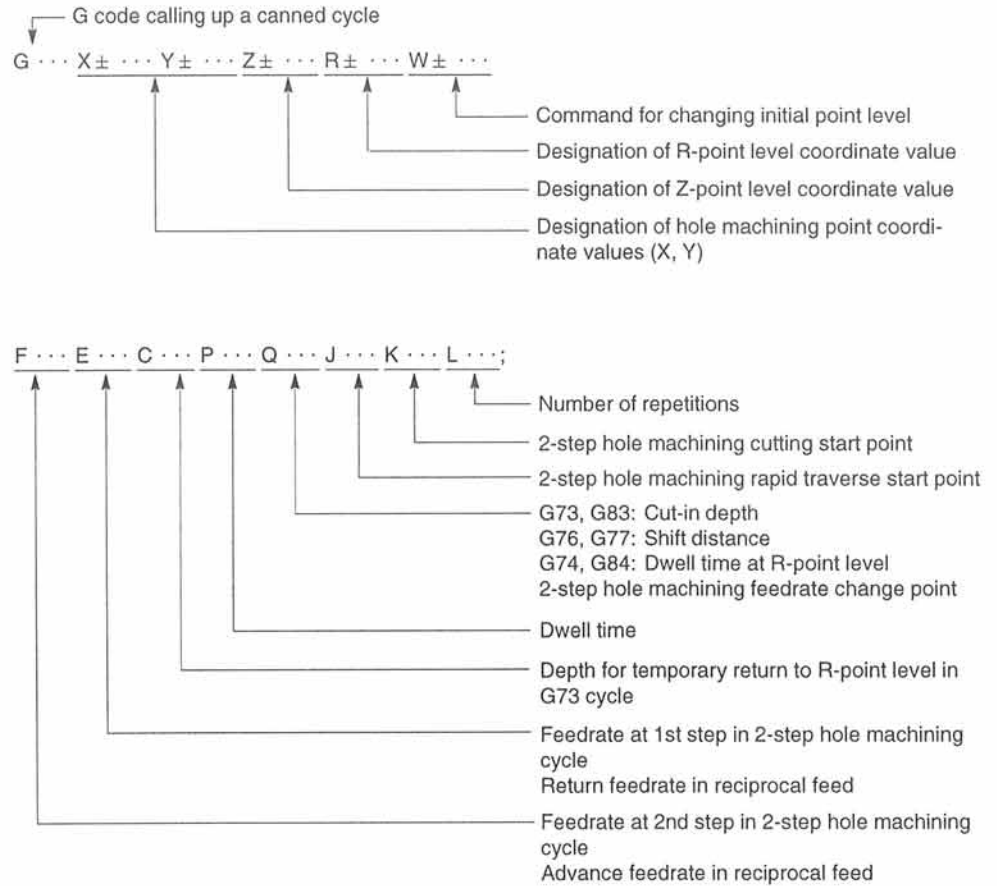 G code calling up a canned cycle
G ··· X± ··· Y± ··· Z± ··· R± ··· W± ···
Command for changing initial point level
Designation of R-point level coordinate value
Designation of Z-point level coordinate value
Designation of hole machining point coordi-
nate values (X, Y)
F ··· E ··· C ··· P ··· Q ··· J ··· K ··· L ···;
Number of repetitions
2-step hole machining cutting start point
2-step hole machining rapid traverse start point
G73, G83: Cut-in depth
G76, G77: Shift distance
G74, G84: Dwell time at R-point level
2-step hole machining feedrate change point
Dwell time
Depth for temporary return to R-point level in
G73 cycle
Feedrate at 1st step in 2-step hole machining
cycle
Return feedrate in reciprocal feed
Feedrate at 2nd step in 2-step hole machining
cycle
Advance feedrate in reciprocal feed